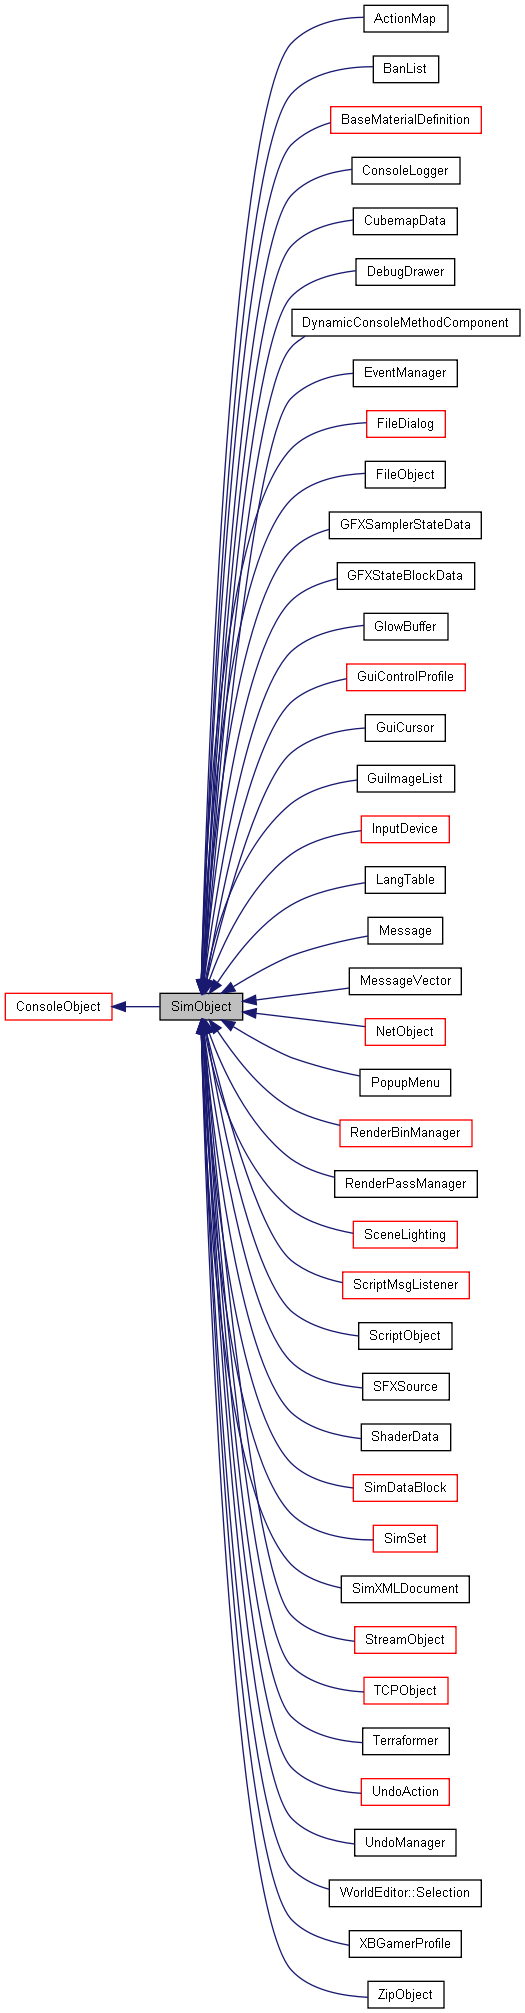 ActionMap
BanList
BaseMaterialDefinition
ConsoleLogger
CubemapData
DebugDrawer
DynamicConsoleMethodComponent
EventManager
FileDialog
FileObject
GFXSamplerStateData
GFXStateBlockData
GlowBuffer
GuiControlProfile
GuiCursor
GuiImageList
InputDevice
LangTable
Message
MessageVector
ConsoleObject
SimObject
NetObject
PopupMenu
RenderBinManager
RenderPassManager
SceneLighting
ScriptMsgListener
ScriptObject
SFXSource
ShaderData
SimDataBlock
SimSet
SimXMLDocument
StreamObject
TCPObject
Terraformer
UndoAction
UndoManager
WorldEditor::Selection
XBGamerProfile
ZipObject